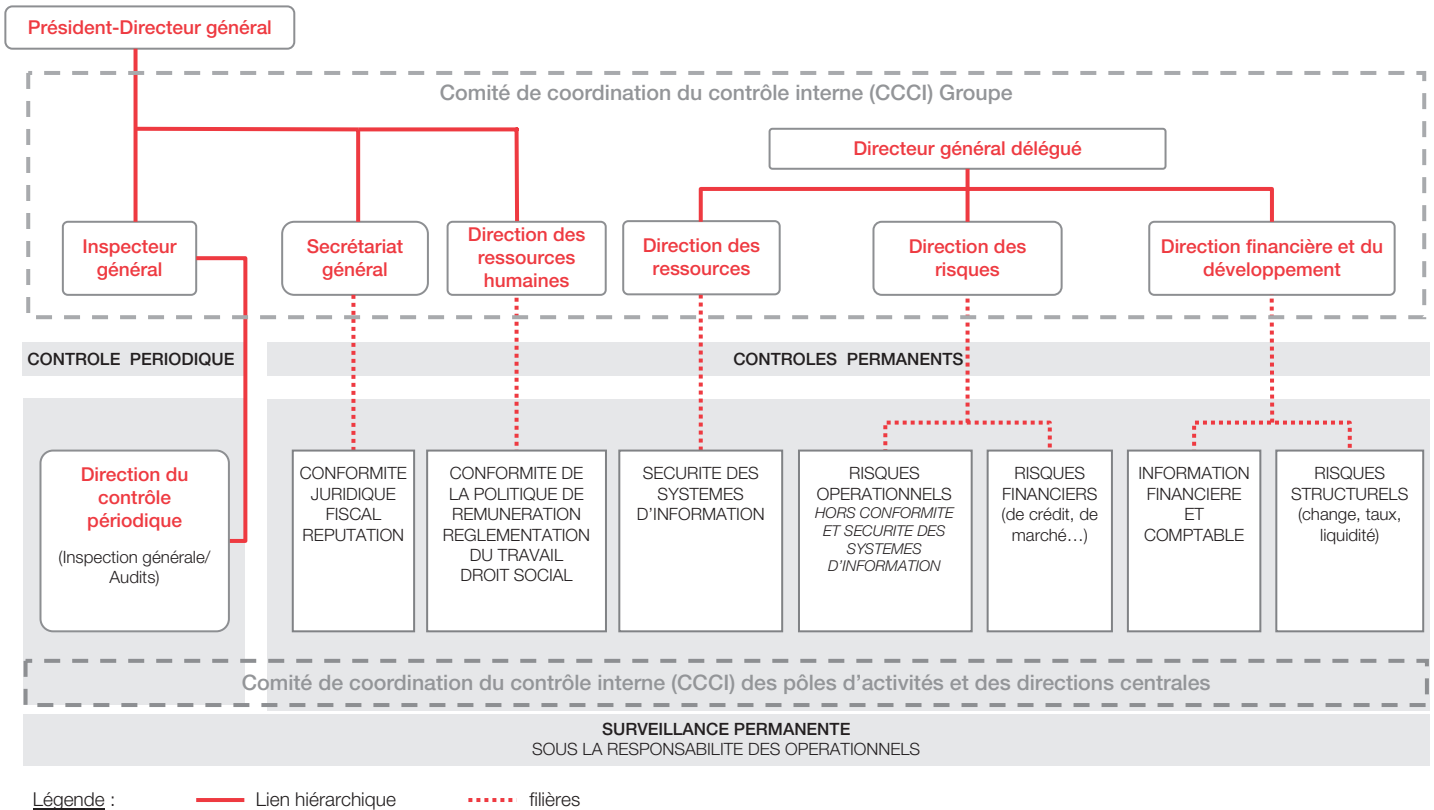 Président-Directeur général
Comité de coordination du contrôle interne (CCCI) Groupe
Directeur général délégué
Inspecteur
général
Secrétariat
général
Direction des
ressources
humaines
Direction des
ressources
Direction des
risques
Direction financière et du
développement
CONTROLE PERIODIQUE
CONTROLES PERMANENTS
Direction du
contrôle
périodique
(Inspection générale/
Audits)
CONFORMITE
JURIDIQUE
FISCAL
REPUTATION
CONFORMITE DE
LA POLITIQUE DE
REMUNERATION
REGLEMENTATION
DU TRAVAIL
DROIT SOCIAL
SECURITE DES
SYSTEMES
D'INFORMATION
RISQUES
OPERATIONNELS
HORS CONFORMITE
ET SECURITE DES
SYSTEMES
D'INFORMATION
RISQUES
FINANCIERS
(de crédit, de
marché…)
INFORMATION
FINANCIERE
ET
COMPTABLE
RISQUES
STRUCTURELS
(change, taux,
liquidité)
Comité de coordination du contrôle interne (CCCI) des pôles d'activités et des directions centrales
SURVEILLANCE PERMANENTE
SOUS LA RESPONSABILITE DES OPERATIONNELS
Légende :
Lien hiérarchique
filières